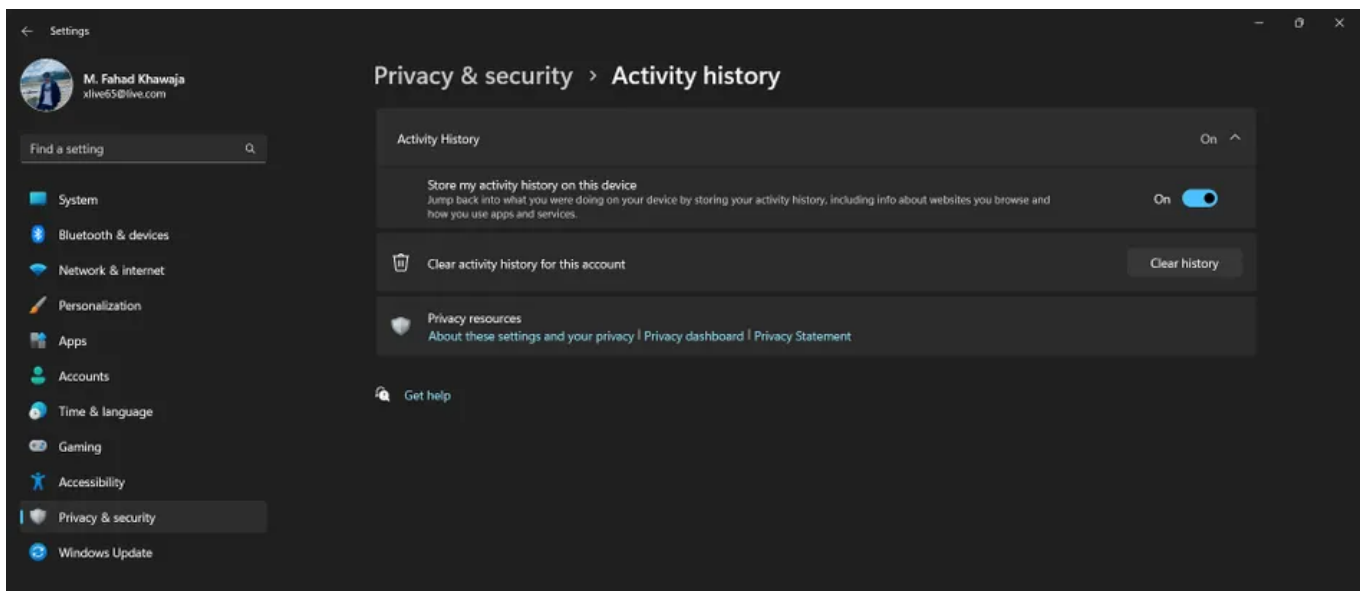 Settings
M. Fahad Khawaja
xlive65@live.com
Find a setting
System
Bluetooth & devices
Network & internet
Personalization
Apps
Accounts
Time & language
Gaming
Accessibility
Privacy & security
Windows Update
Privacy & security › Activity history
Activity History On
Store my activity history on this device
Jump back into what you were doing on your device by storing your activity history, including info about websites you browse and
how you use apps and services.
On
Clear activity history for this account
Clear history
Privacy resources
About these settings and your privacy | Privacy dashboard | Privacy Statement
Get help